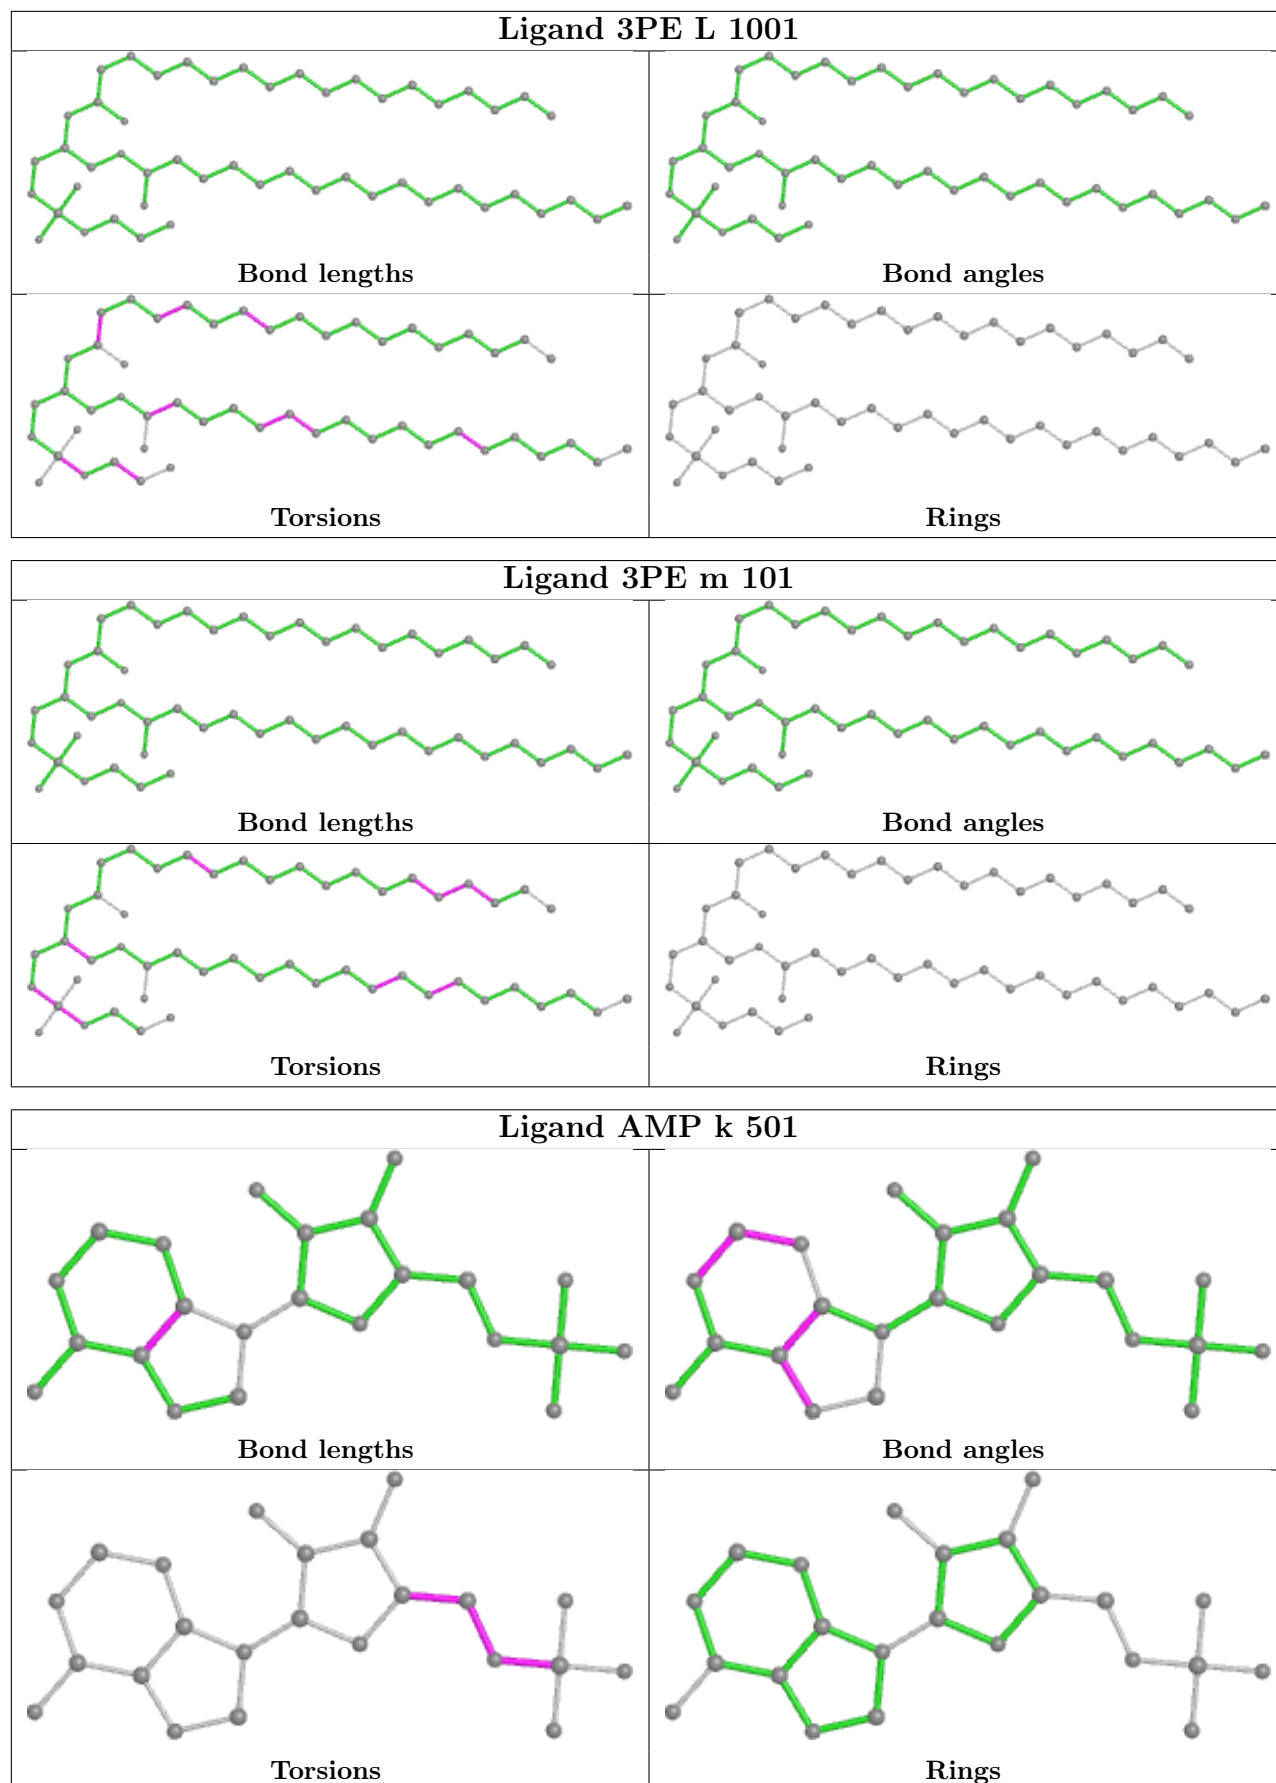 Ligand 3PE L 1001
Bond lengths
Bond angles
Torsions
Rings
Ligand 3PE m 101
Bond lengths
Bond angles
Torsions
Rings
Ligand AMP k 501
Bond lengths
Bond angles
Torsions
Rings